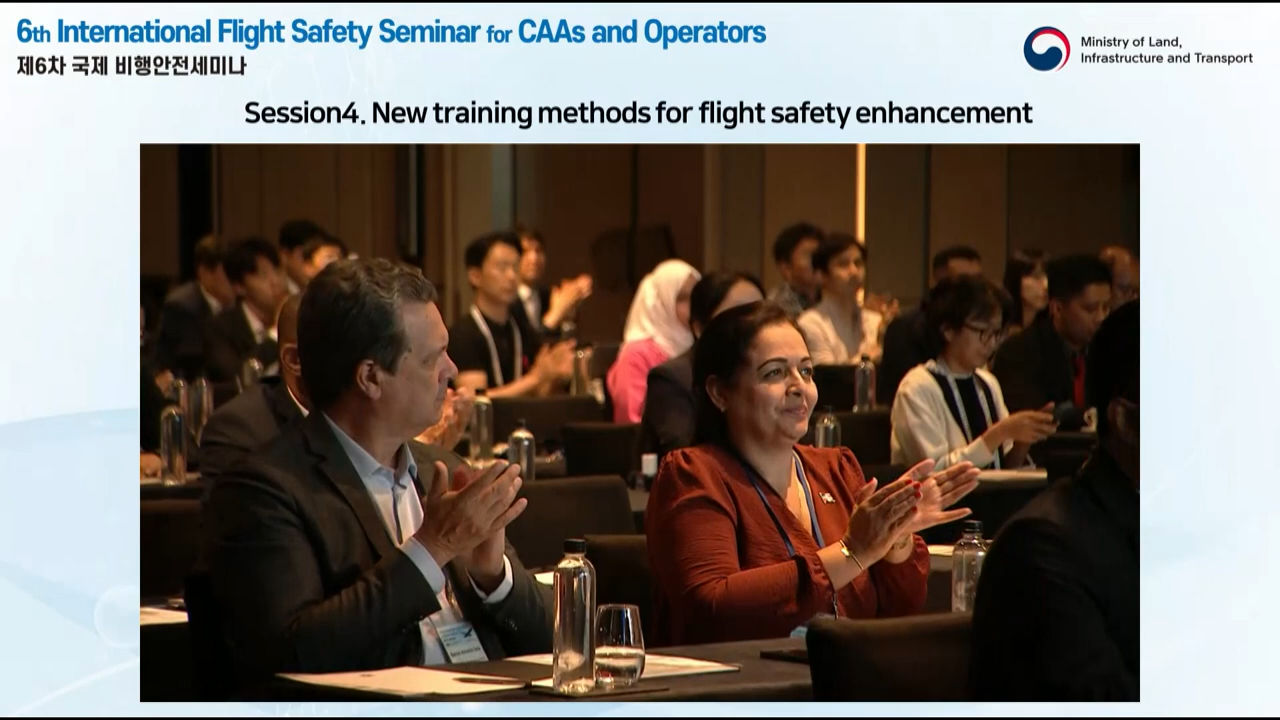 6th International Flight Safety Seminar for CAAs and Operators
제6차 국제 비행안전세미나
Ministry of Land,
Infrastructure and Transport
Session4. New training methods for flight safety enhancement